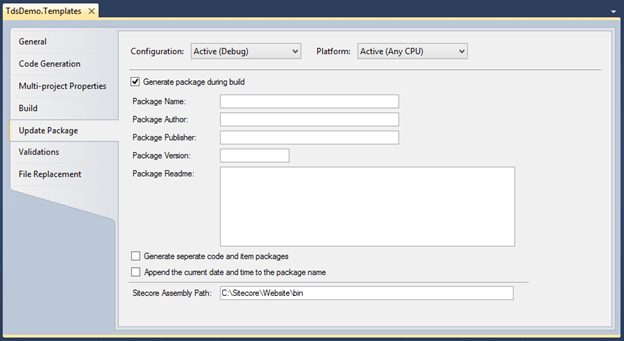 TdsDemo.Templates
General
Code Generation
Multi-project Properties
Build
Update Package
Validations
File Replacement
Configuration: Active (Debug) Platform: Active (Any CPU)
Generate package during build
Package Name:
Package Author:
Package Publisher:
Package Version:
Package Readme:
Generate seperate code and item packages
Append the current date and time to the package name
Sitecore Assembly Path: C:\Sitecore\Website\bin